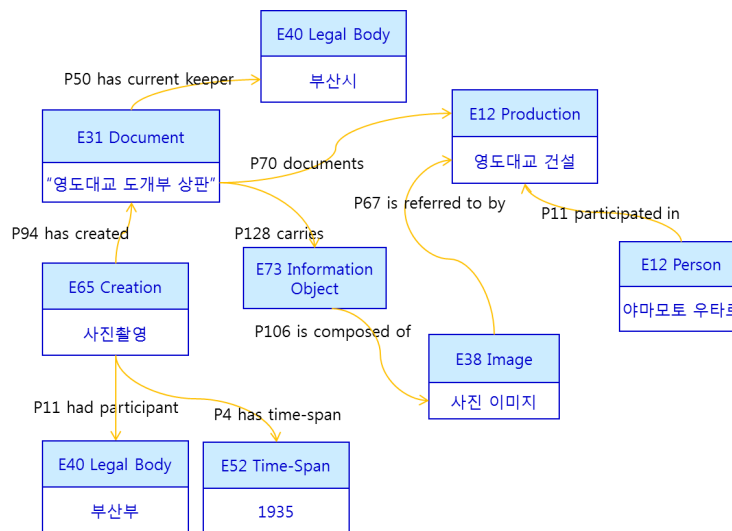 E40 Legal Body
P50 has current keeper
부산시
E12 Production
E31 Document
P70 documents
영도대교 건설
"영도대교 도개부 상판"
P67 is referred to by
P11 participated in
P94 has created
P128 carries
E12 Person
E73 Information
Object
E65 Creation
야마모토 우타로
P106 is composed of
사진촬영
E38 Image
사진 이미지
P11 had participant
P4 has time-span
E40 Legal Body
E52 Time-Span
부산부
1935